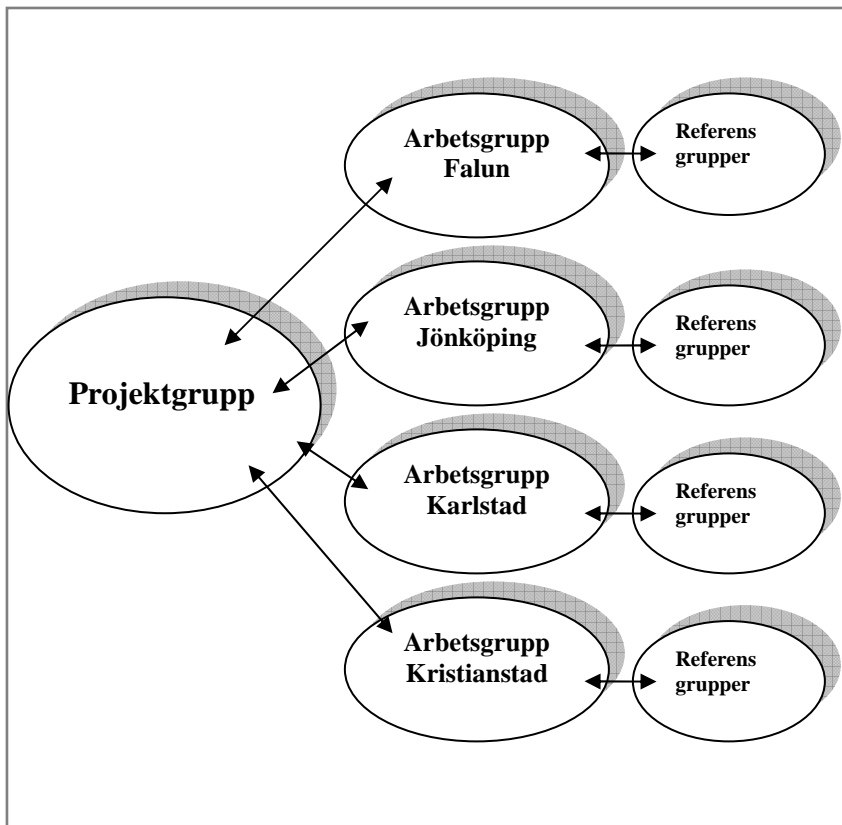 Arbetsgrupp
Falun
Referens
grupper
Arbetsgrupp
Jönköping
Referens
grupper
Projektgrupp
Arbetsgrupp
Karlstad
Referens
grupper
Arbetsgrupp
Kristianstad
Referens
grupper